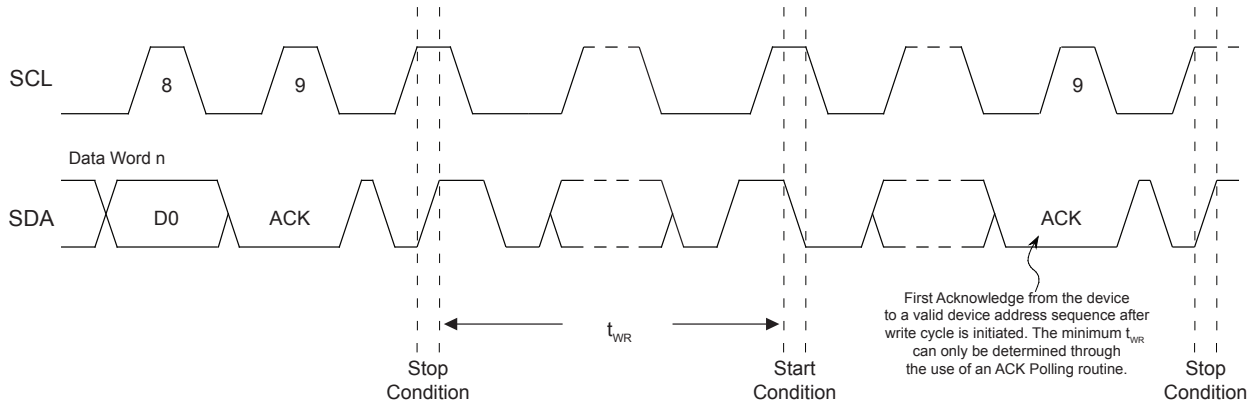 SCL
8
9
9
Data Word n
SDA
D0
ACK
ACK
tWR
First Acknowledge from the device
to a valid device address sequence after
write cycle is initiated. The minimum tWR
can only be determined through
the use of an ACK Polling routine.
Stop
Condition
Start
Condition
Stop
Condition